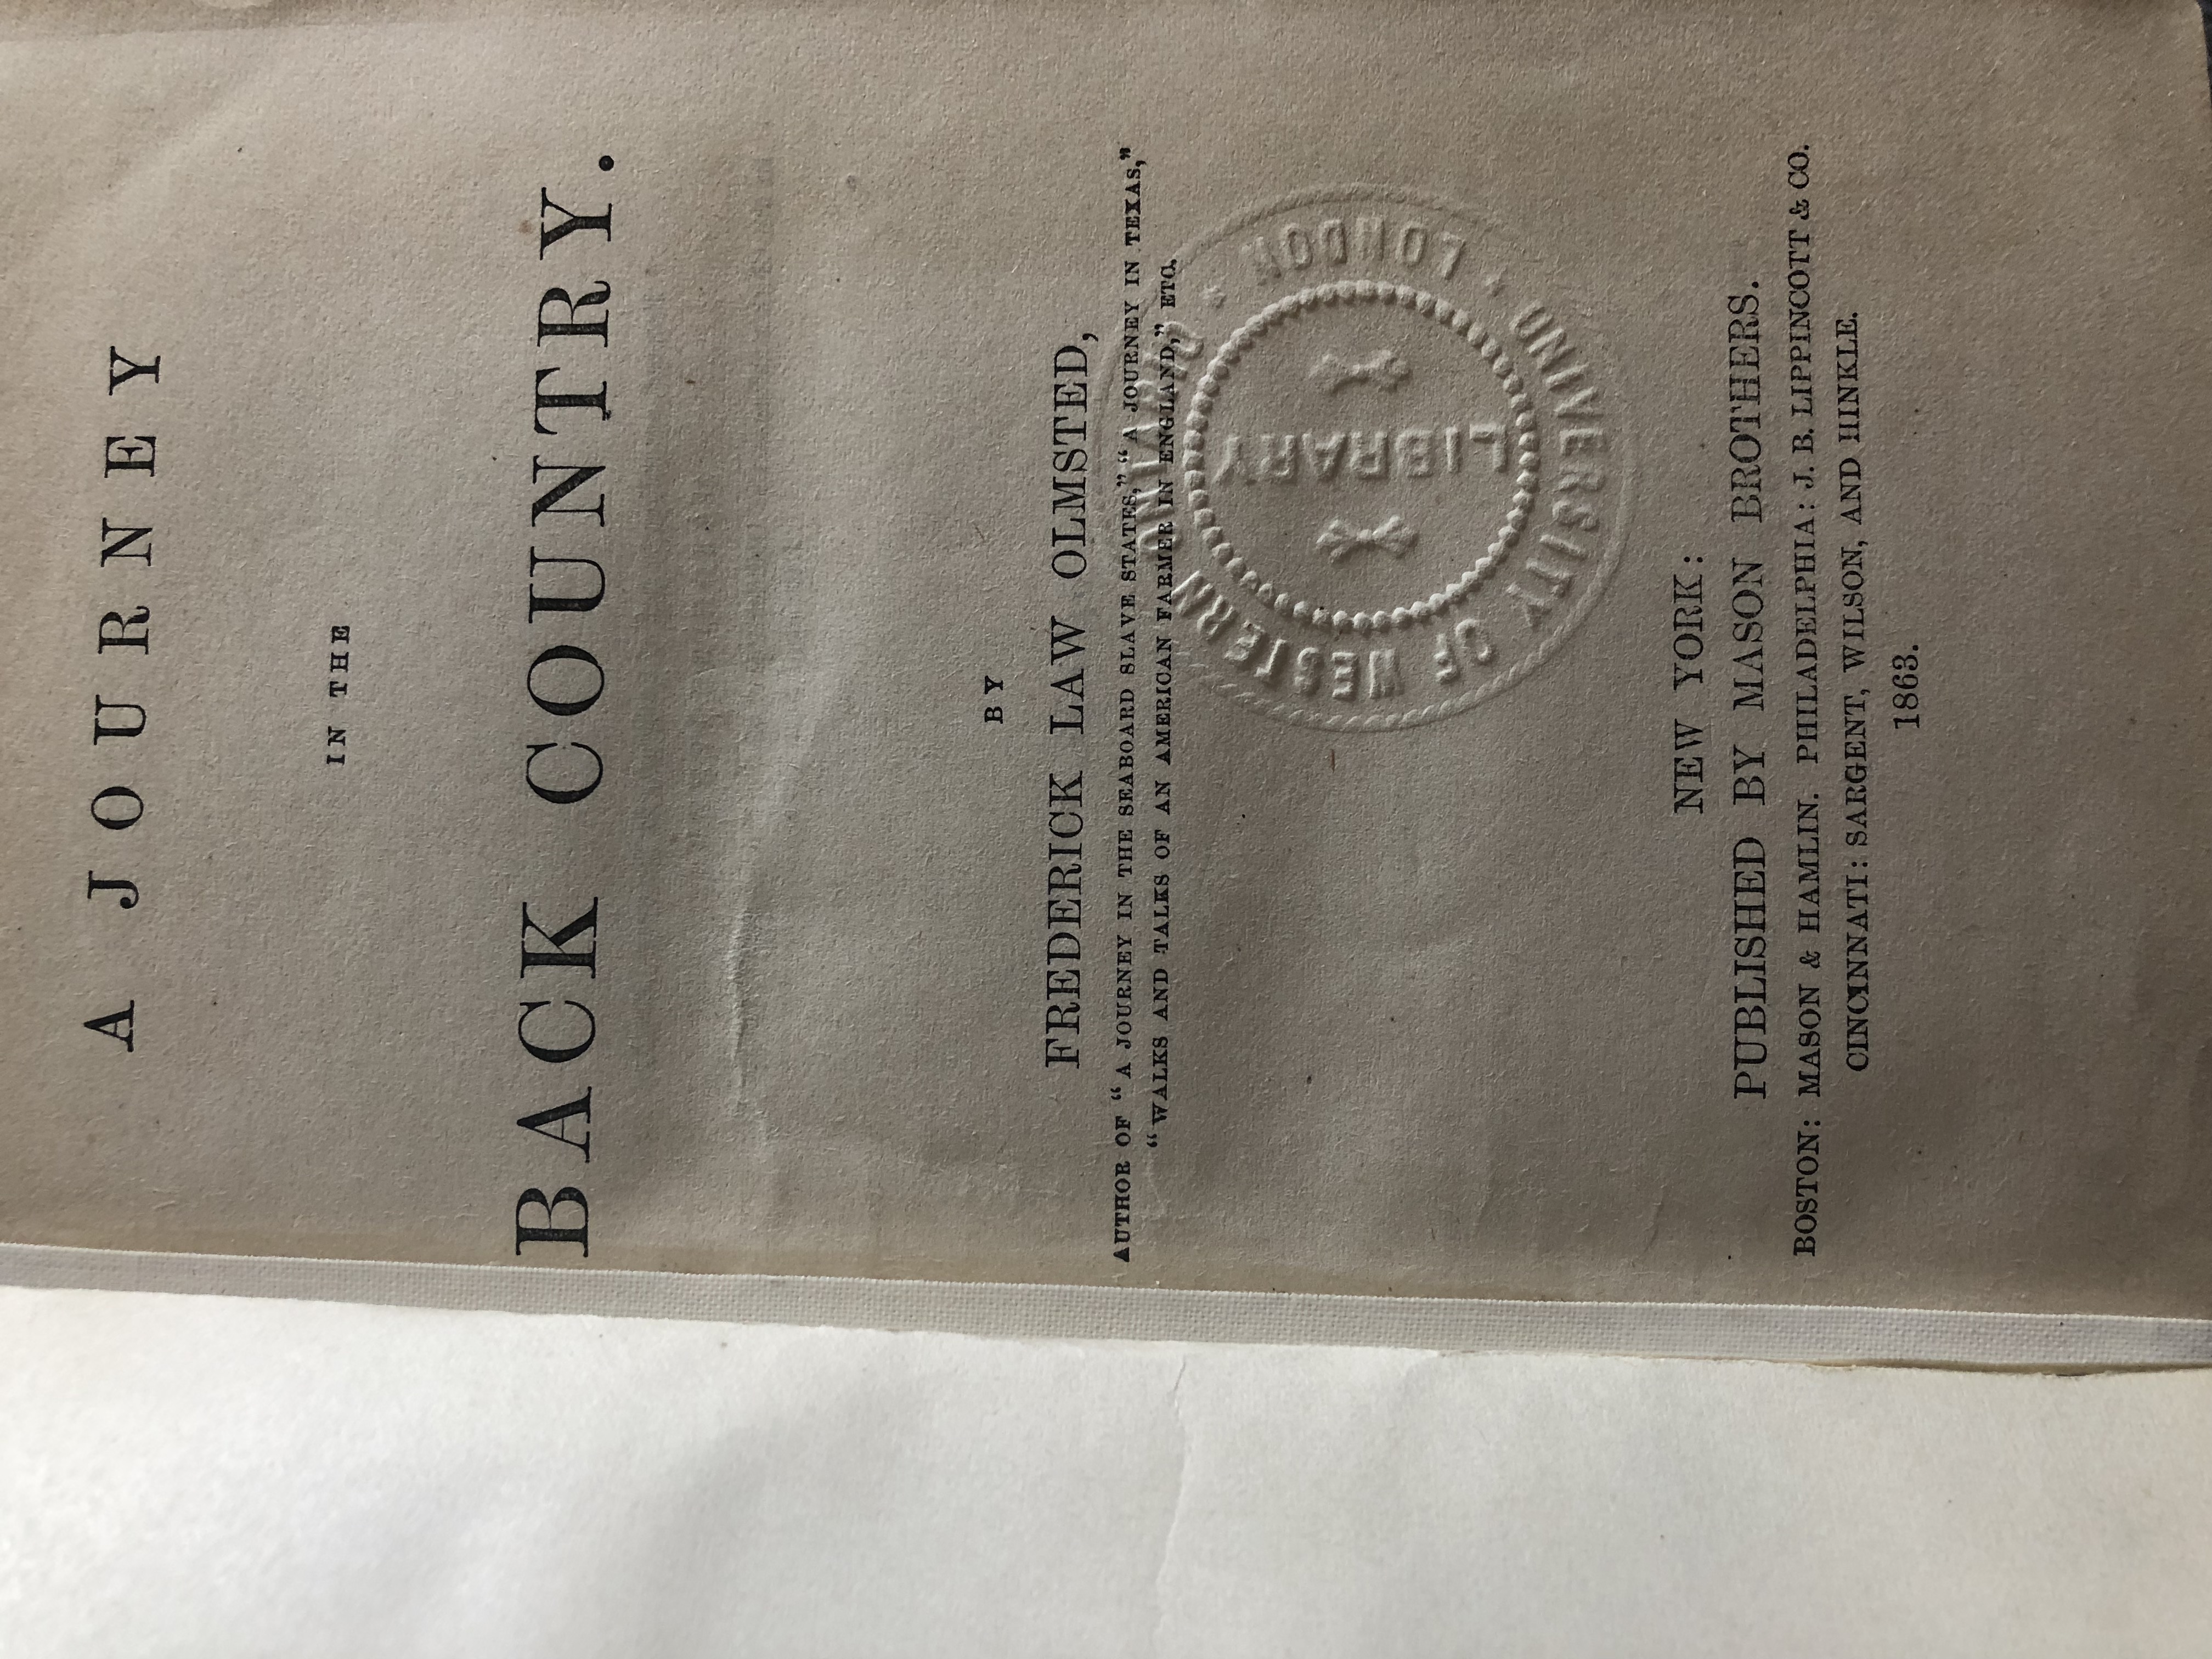 A JOURNEY
IN THE
BACK COUNTRY.
BY
FREDERICK LAW OLMSTED,
AUTHOR OF "A JOURNEY IN THE SEABOARD SLAVE STATES," "A JOURNEY IN TEXAS,"
"WALKS AND TALKS OF AN AMERICAN FARMER IN ENGLAND," ETC.
UNIVERSITY OF WESTERN ONTARIO * LONDON *
LIBRARY
NEW YORK:
PUBLISHED BY MASON BROTHERS.
BOSTON: MASON & HAMLIN. PHILADELPHIA: J. B. LIPPINCOTT & CO.
CINCINNATI: SARGENT, WILSON, AND HINKLE.
1863.